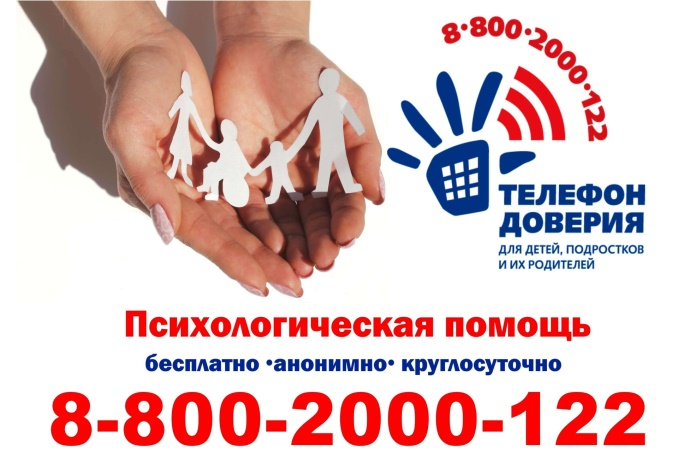 8·800·2000·122
ТЕЛЕФОН
ДОВЕРИЯ
ДЛЯ ДЕТЕЙ, ПОДРОСТКОВ
И ИХ РОДИТЕЛЕЙ
Психологическая помощь
бесплатно •анонимно• круглосуточно
8-800-2000-122